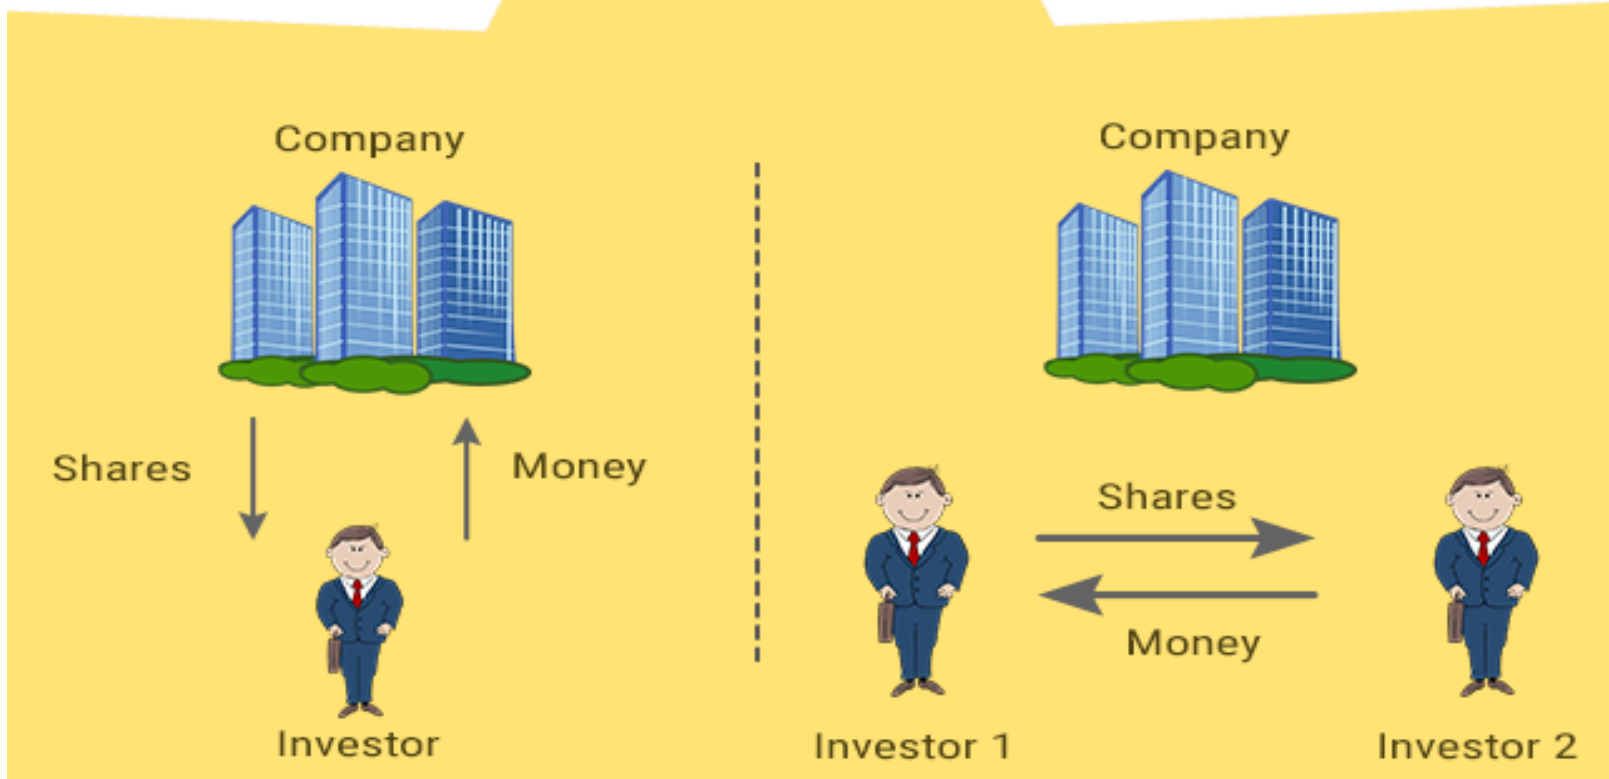 Company
Shares
Money
Investor
Company
Shares
Money
Investor 1
Investor 2